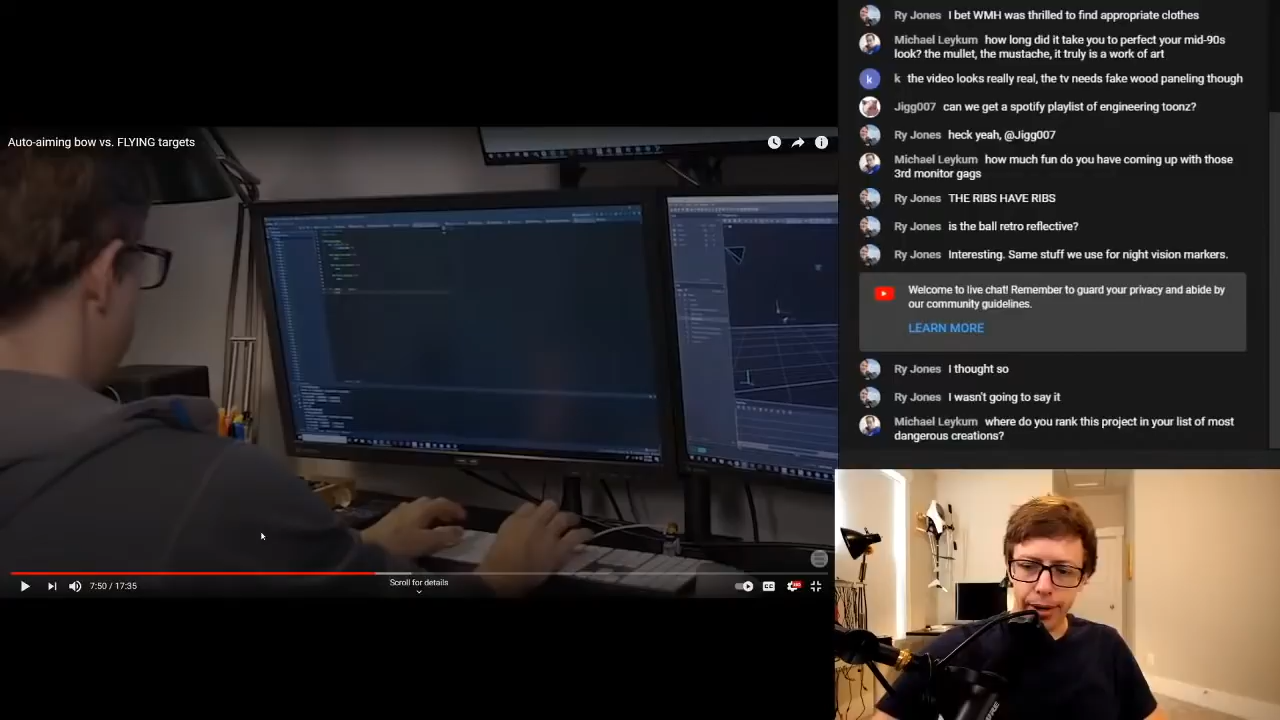 Auto-aiming bow vs. FLYING targets
7:50 / 17:35
Scroll for details
CC
Ry Jones I bet WMH was thrilled to find appropriate clothes
Michael Leykum how long did it take you to perfect your mid-90s
look? the mullet, the mustache, it truly is a work of art
k
k the video looks really real, the tv needs fake wood paneling though
Jigg007 can we get a spotify playlist of engineering toonz?
Ry Jones heck yeah, @Jigg007
Michael Leykum how much fun do you have coming up with those
3rd monitor gags
Ry Jones THE RIBS HAVE RIBS
Ry Jones is the ball retro reflective?
Ry Jones Interesting. Same stuff we use for night vision markers.
Welcome to live chat! Remember to guard your privacy and abide by
our community guidelines.
LEARN MORE
Ry Jones I thought so
Ry Jones I wasn't going to say it
Michael Leykum where do you rank this project in your list of most
dangerous creations?